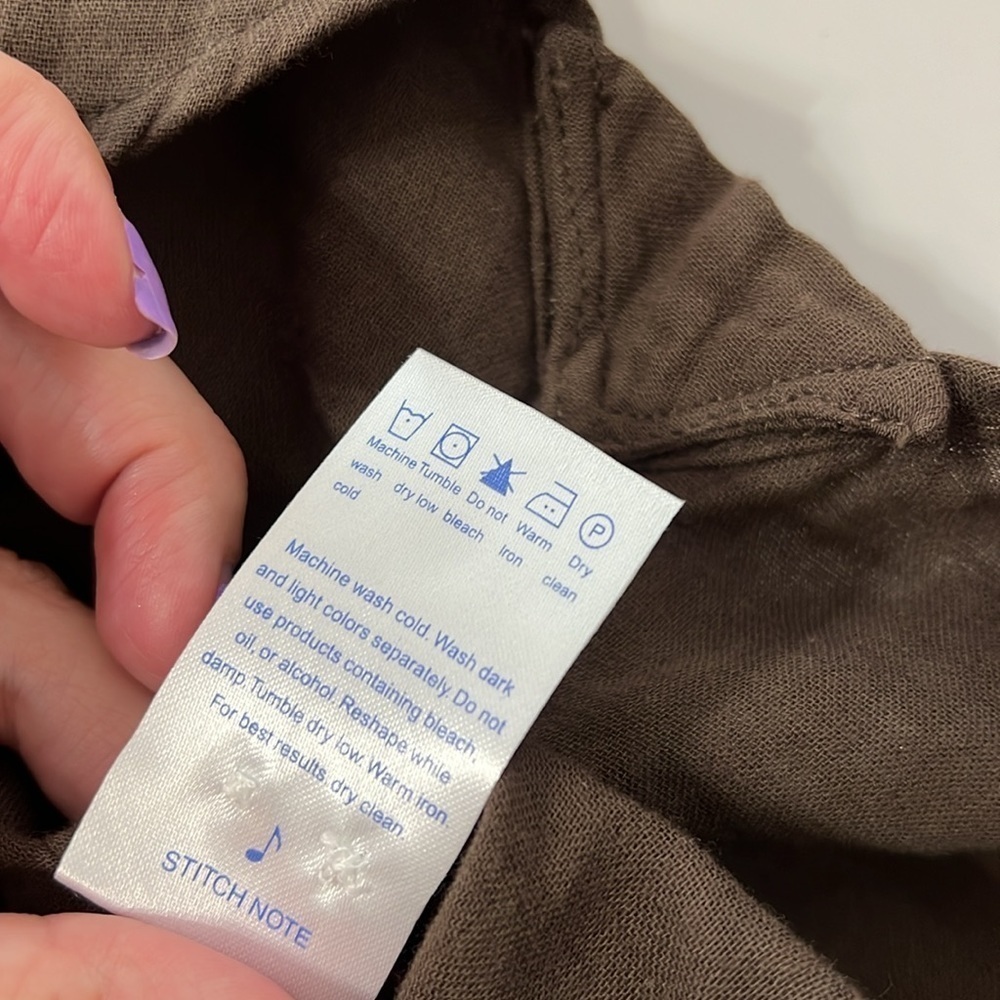 Machine wash cold
Tumble dry low
Do not bleach
Warm Iron
P
Dry clean
Machine wash cold. Wash dark
and light colors separately. Do not
use products containing bleach,
oil, or alcohol. Reshape while
damp. Tumble dry low. Warm iron.
For best results, dry clean.
STITCH NOTE